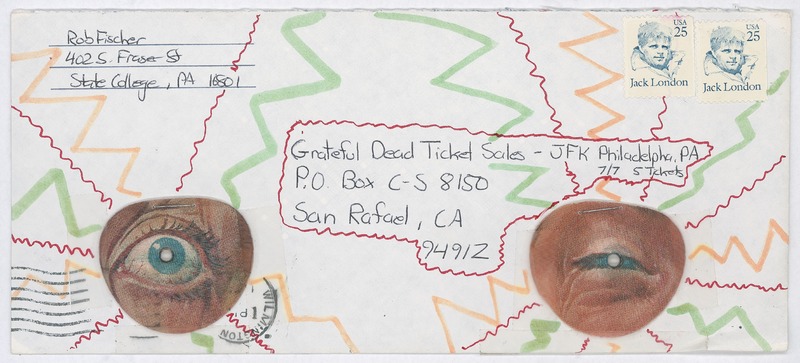 Rob Fischer
402 S. Fraser St
State College, PA 16801
USA
25
Jack London
USA
25
Jack London
Grateful Dead Ticket Sales - JFK Philadelpha, PA
7/7 5 Tickets
P.O. Box C-S 8150
San Rafael, CA
94912